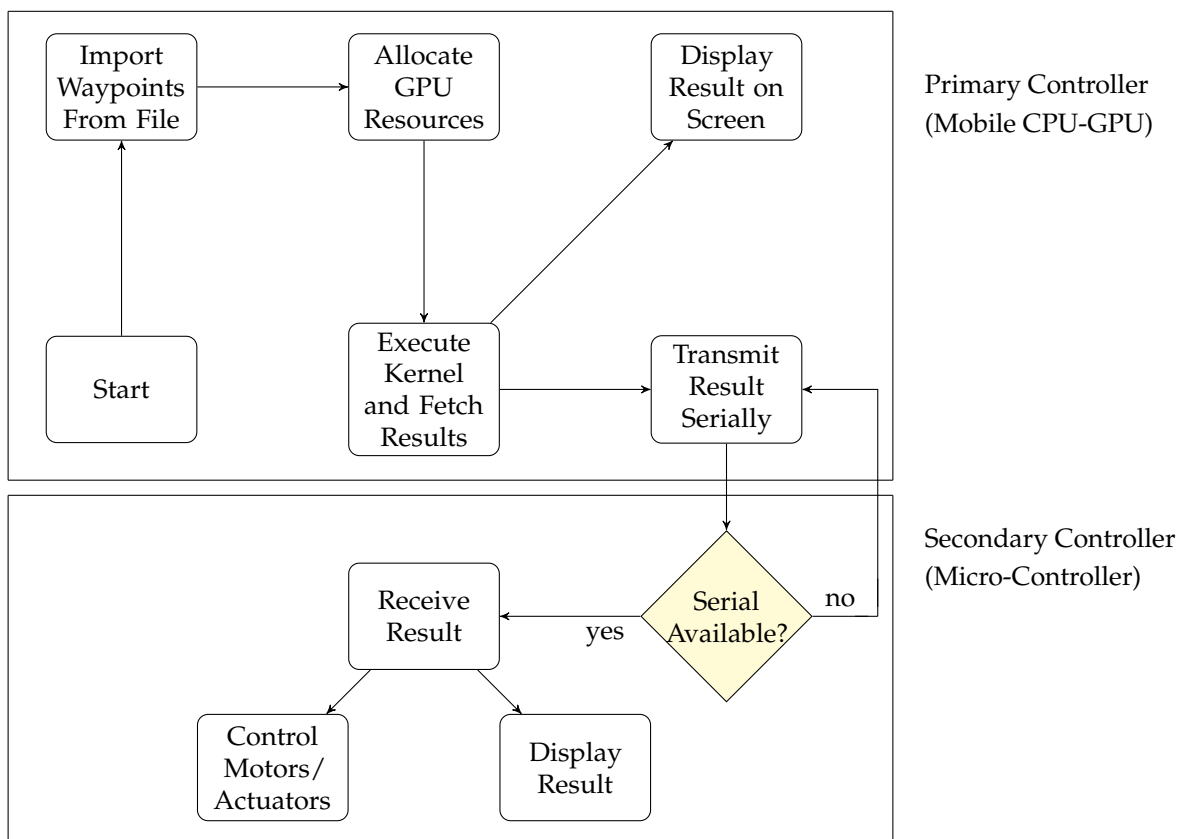 Import
Waypoints
From File
Allocate
GPU
Resources
Display
Result on
Screen
Primary Controller
(Mobile CPU-GPU)
Start
Execute
Kernel
and Fetch
Results
Transmit
Result
Serially
Secondary Controller
(Micro-Controller)
Receive
Result
yes
Serial
Available?
no
Control
Motors/
Actuators
Display
Result